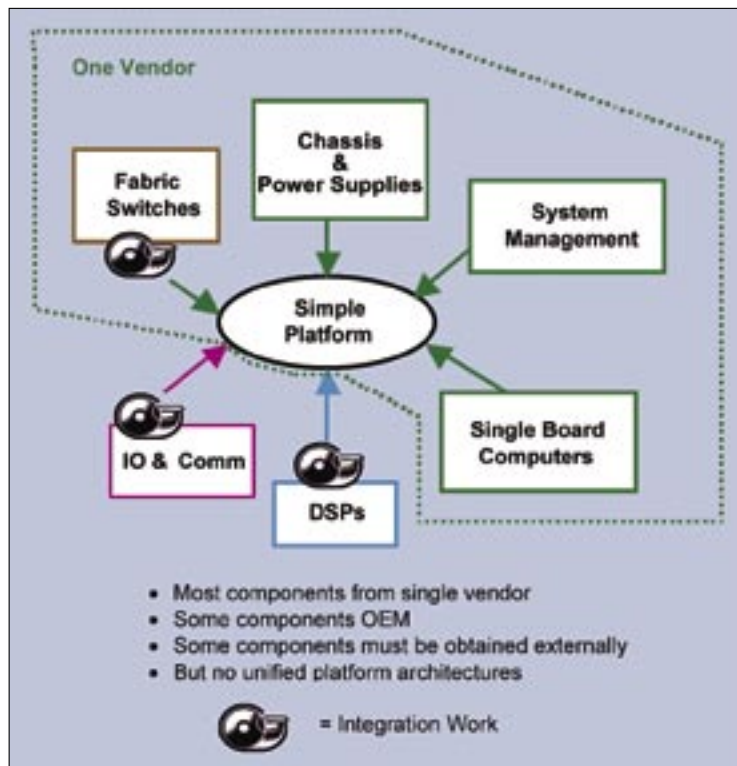 One Vendor
Chassis
&
Power Supplies
Fabric
Switches
System
Management
Simple
Platform
IO & Comm
DSPs
Single Board
Computers
• Most components from single vendor
• Some components OEM
• Some components must be obtained externally
• But no unified platform architectures
= Integration Work